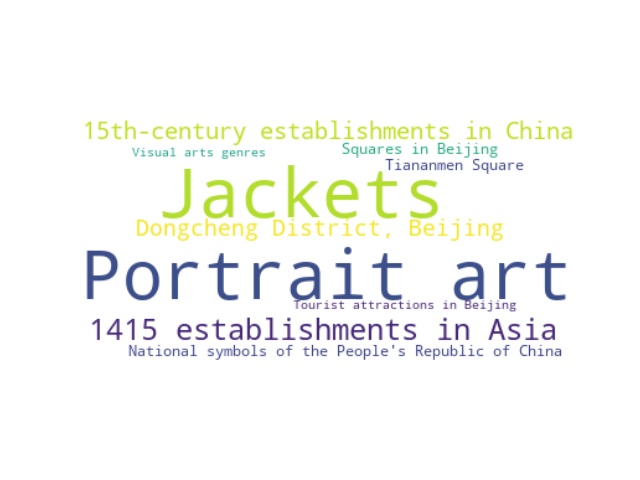 15th-century establishments in China
Visual arts genres
Squares in Beijing
Tiananmen Square
Jackets
Dongcheng District, Beijing
Portrait art
Tourist attractions in Beijing
1415 establishments in Asia
National symbols of the People's Republic of China